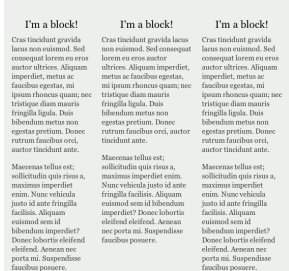 I'm a block!
Cras tincidunt gravida
lacus non euismod. Sed
consequat lorem eu eros
auctor ultrices. Aliquam
imperdiet, metus ac
faucibus egestas, mi
ipsum rhoncus quam; nec
tristique diam mauris
fringilla ligula. Duis
bibendum metus non
egestas pretium. Donec
rutrum faucibus orci, auctor
tincidunt ante.
Maecenas tellus est;
sollicitudin quis risus a,
maximus imperdiet
enim. Nunc vehicula
justo id ante fringilla
facilisis. Aliquam
euismod sem id
bibendum imperdiet?
Donec lobortis eleifend
eleifend. Aenean nec
porta mi. Suspendisse
faucibus posuere.
I'm a block!
Cras tincidunt gravida
lacus non euismod. Sed consequat
lorem eu eros auctor
ultrices. Aliquam
imperdiet, metus ac
faucibus egestas, mi ipsum
rhoncus quam; nec tristique
diam mauris fringilla ligula.
Duis bibendum metus non
egestas pretium. Donec
rutrum faucibus orci, auctor
tincidunt ante.
Maecenas tellus est;
sollicitudin quis risus a,
maximus imperdiet enim.
Nunc vehicula justo id ante
fringilla facilisis. Aliquam
euismod sem id bibendum
imperdiet? Donec lobortis
eleifend eleifend. Aenean
nec porta mi. Suspendisse
faucibus posuere.
I'm a block!
Cras tincidunt gravida
lacus non euismod. Sed
consequat lorem eu eros
auctor ultrices. Aliquam
imperdiet, metus ac
faucibus egestas, mi
ipsum rhoncus quam; nec
tristique diam mauris
fringilla ligula. Duis
bibendum metus non
egestas pretium. Donec
rutrum faucibus orci, auctor
tincidunt ante.
Maecenas tellus est;
sollicitudin quis risus a,
maximus imperdiet
enim. Nunc vehicula
justo id ante fringilla
facilisis. Aliquam
euismod sem id
bibendum imperdiet?
Donec lobortis eleifend
eleifend. Aenean nec
porta mi. Suspendisse
faucibus posuere.